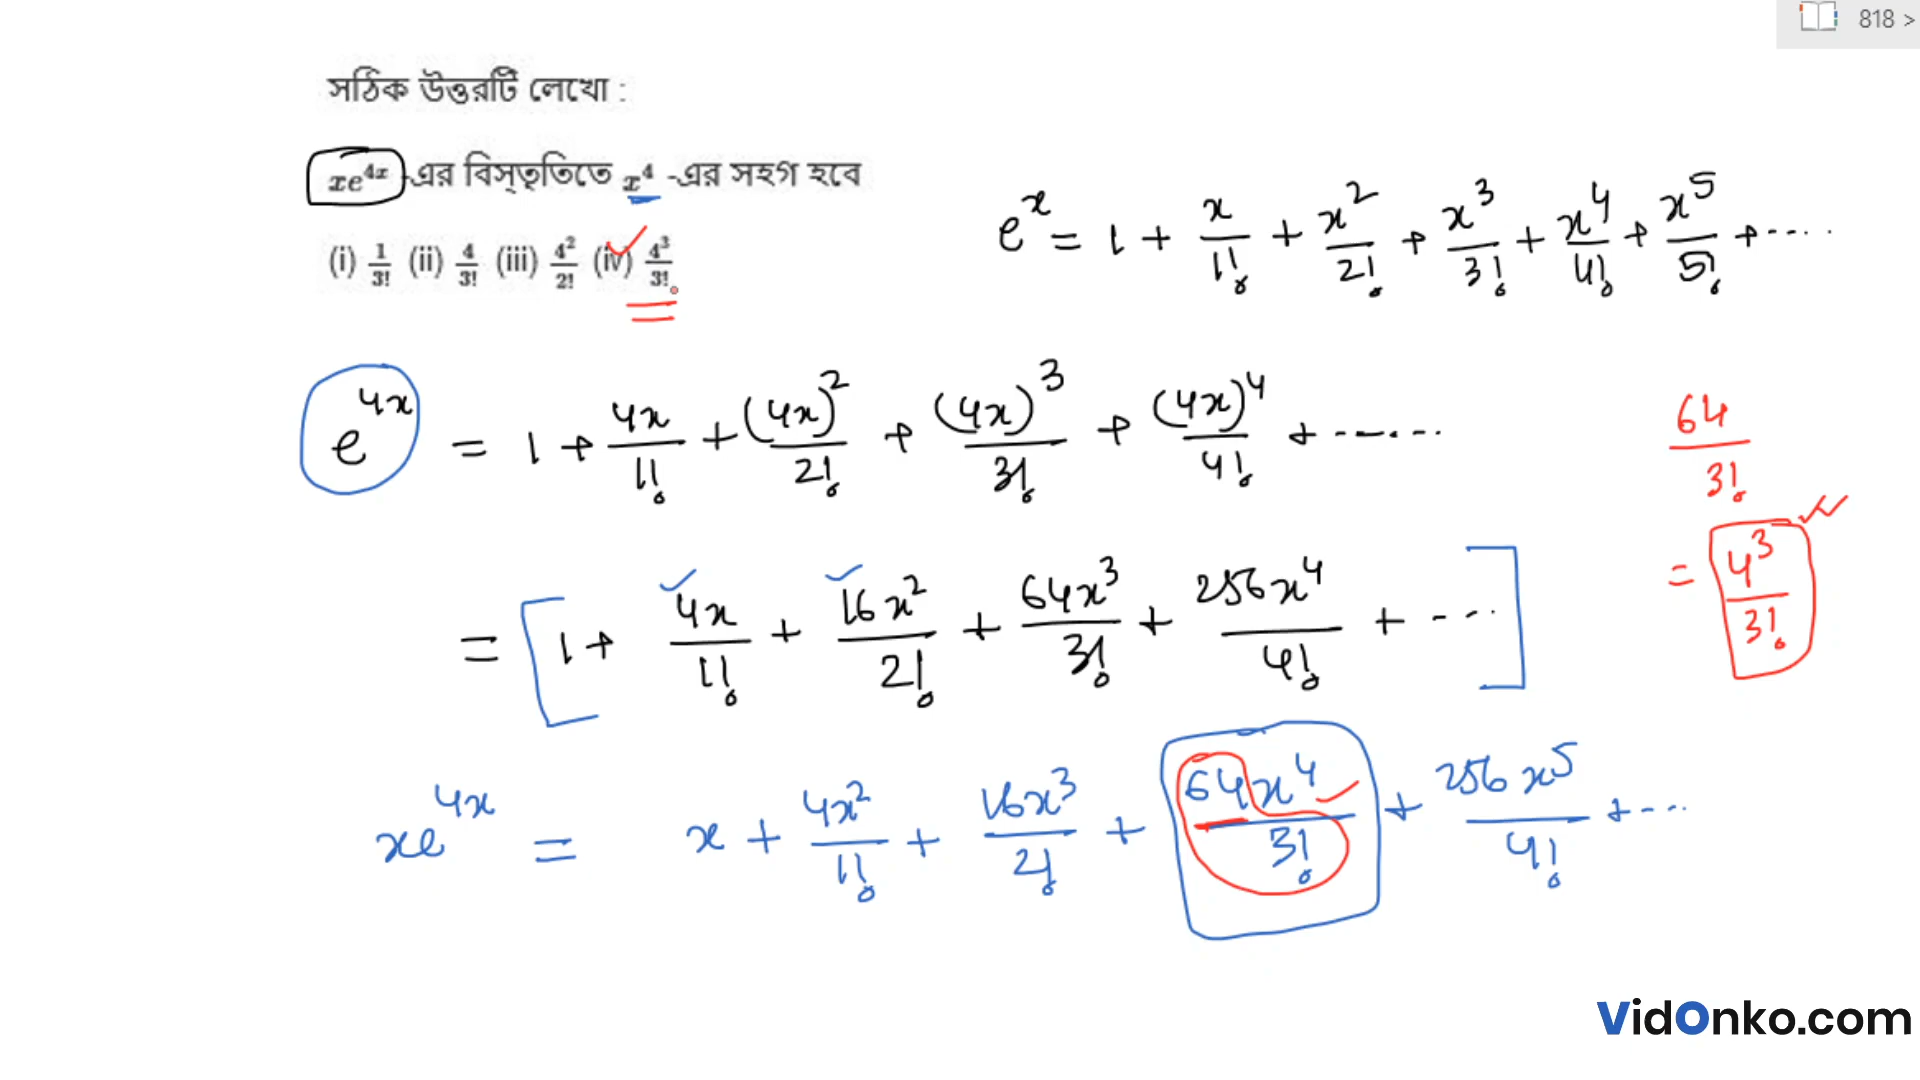 818 >
সঠিক উত্তরটি লেখো :
xe^{4x} -এর বিস্তৃতিতে x^4 -এর সহগ হবে
(i) 1/3! (ii) 4/3! (iii) 4^2/2! (iv) 4^3/3!
e^x = 1 + x/1! + x^2/2! + x^3/3! + x^4/4! + x^5/5! + ....
e^{4x} = 1 + 4x/1! + (4x)^2/2! + (4x)^3/3! + (4x)^4/4! + ......
= [ 1 + 4x/1! + 16x^2/2! + 64x^3/3! + 256x^4/4! + ... ]
xe^{4x} = x + 4x^2/1! + 16x^3/2! + 64x^4/3! + 256x^5/4! + ...
64/3!
= 4^3/3!
VidOnko.com